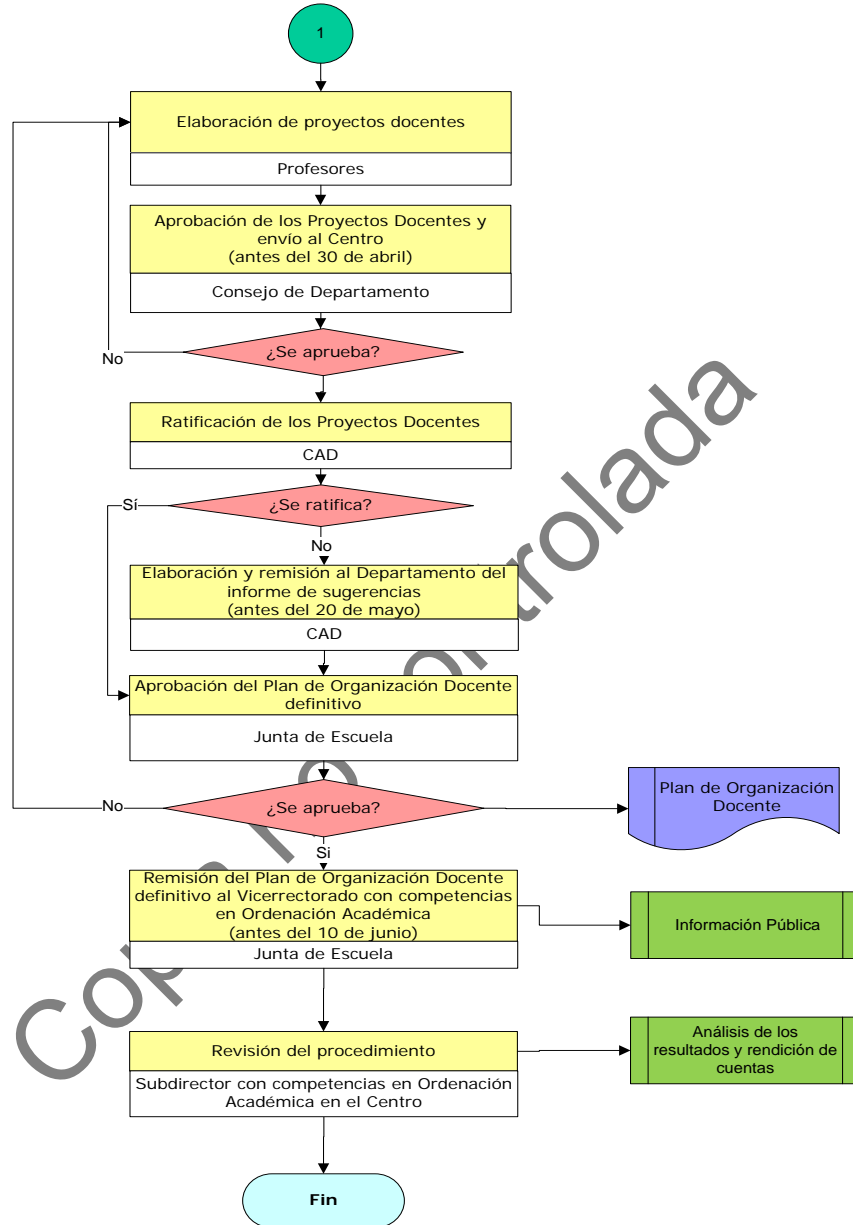 1
Elaboración de proyectos docentes
Profesores
Aprobación de los Proyectos Docentes y
envío al Centro
(antes del 30 de abril)
Consejo de Departamento
¿Se aprueba?
No
Ratificación de los Proyectos Docentes
CAD
¿Se ratifica?
Sí
No
Elaboración y remisión al Departamento del
informe de sugerencias
(antes del 20 de mayo)
CAD
Aprobación del Plan de Organización Docente
definitivo
Junta de Escuela
¿Se aprueba?
No
Plan de Organización
Docente
Si
Remisión del Plan de Organización Docente
definitivo al Vicerrectorado con competencias
en Ordenación Académica
(antes del 10 de junio)
Junta de Escuela
Información Pública
Revisión del procedimiento
Subdirector con competencias en Ordenación
Académica en el Centro
Análisis de los
resultados y rendición de
cuentas
Fin